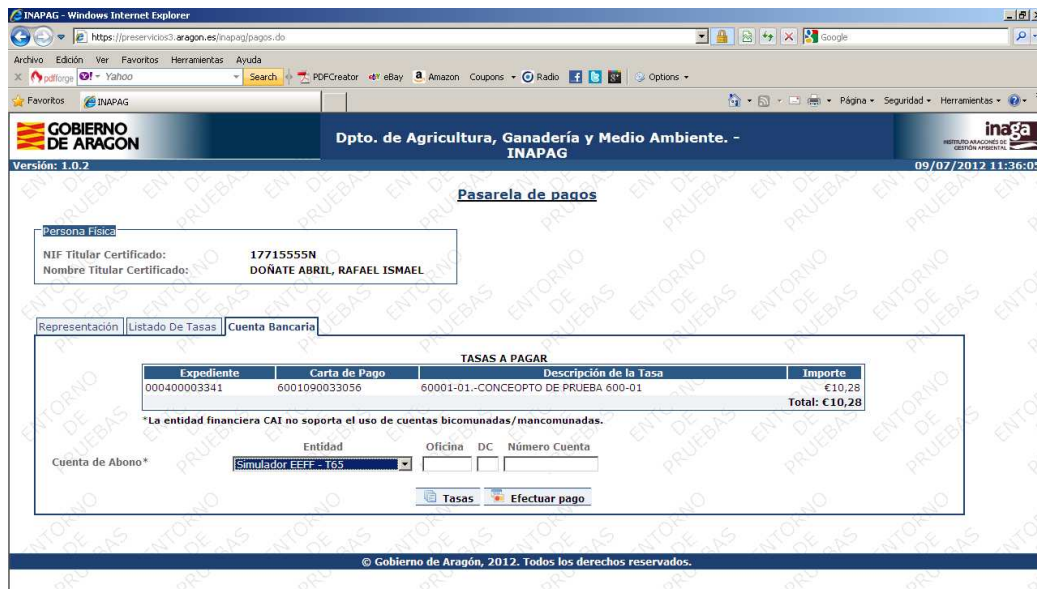 INAPAG - Windows Internet Explorer
https://preservicios3.aragon.es/inapag/pagos.do
Google
Archivo Edición Ver Favoritos Herramientas Ayuda
pdfforge Yahoo Search PDFCreator eBay Amazon Coupons Radio Options
Favoritos INAPAG Página Seguridad Herramientas
GOBIERNO
DE ARAGON
Dpto. de Agricultura, Ganadería y Medio Ambiente. -
INAPAG
inaga
INSTITUTO ARAGONÉS DE
GESTIÓN AMBIENTAL
Versión: 1.0.2 09/07/2012 11:36:05
Pasarela de pagos
Persona Física
NIF Titular Certificado: 17715555N
Nombre Titular Certificado: DOÑATE ABRIL, RAFAEL ISMAEL
Representación Listado De Tasas Cuenta Bancaria
TASAS A PAGAR
Expediente Carta de Pago Descripción de la Tasa Importe
000400003341 6001090033056 60001-01.-CONCEOPTO DE PRUEBA 600-01 €10,28
Total: €10,28
*La entidad financiera CAI no soporta el uso de cuentas bicomunadas/mancomunadas.
Entidad Oficina DC Número Cuenta
Cuenta de Abono* Simulador EEFF - T65
Tasas Efectuar pago
© Gobierno de Aragón, 2012. Todos los derechos reservados.
ENTORNO
DE
PRUEBAS